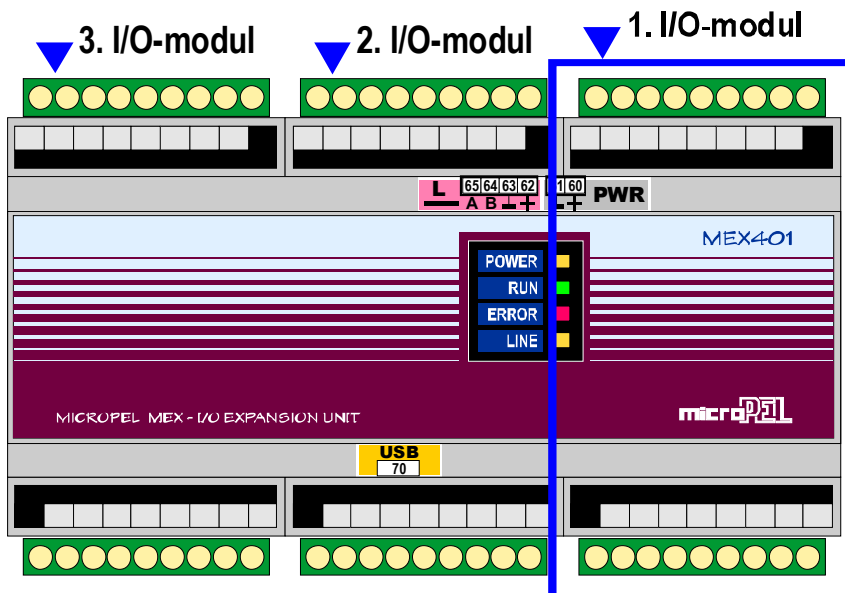 3. I/O-modul
2. I/O-modul
1. I/O-modul
L 65 64 63 62 61 60 PWR
A B ⊥ + − +
MEX401
POWER
RUN
ERROR
LINE
MICROPEL MEX - I/O EXPANSION UNIT
microPEL
USB
70